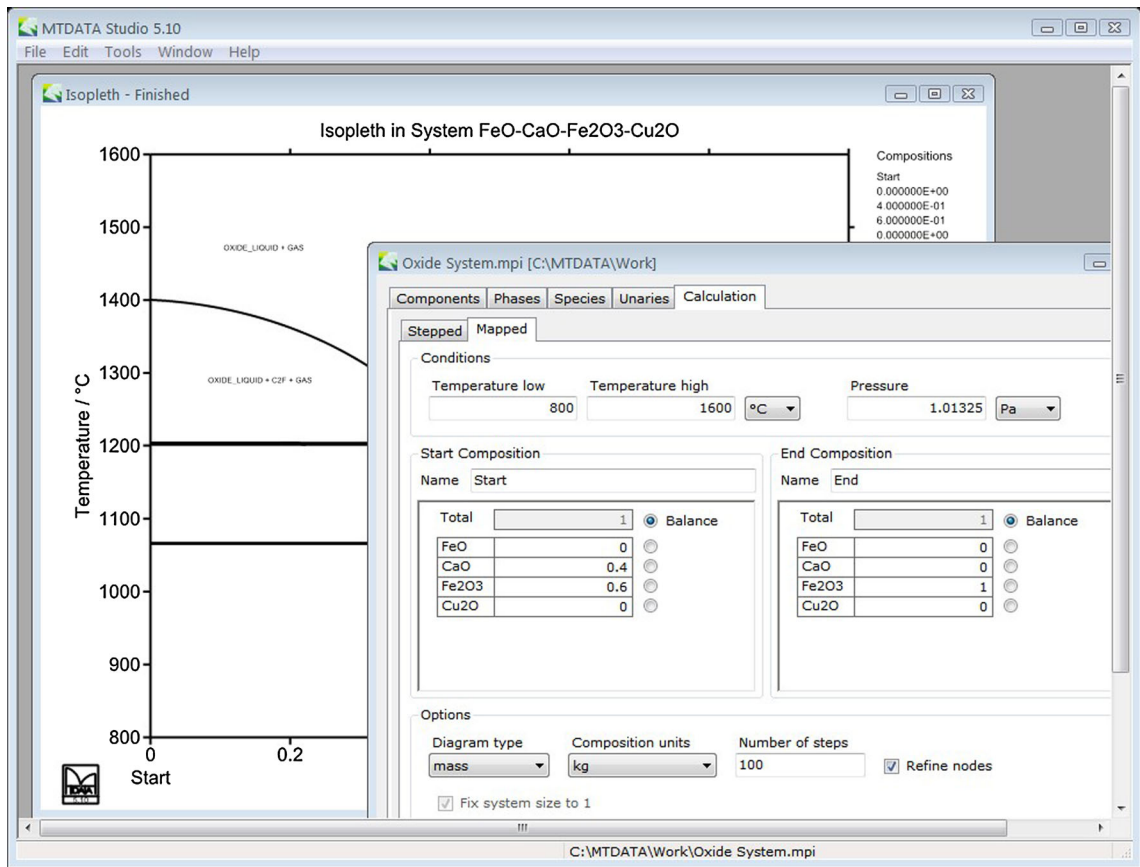 MTDATA Studio 5.10
File Edit Tools Window Help
Isopleth - Finished
Isopleth in System FeO-CaO-Fe2O3-Cu2O
1600
1500
1400
1300
1200
1100
1000
900
800
Temperature / °C
0
0.2
Start
OXIDE_LIQUID + GAS
OXIDE_LIQUID + C2F + GAS
Compositions
Start
0.000000E+00
4.000000E-01
6.000000E-01
0.000000E+00
MTDATA
5.10
Oxide System.mpi [C:\MTDATA\Work]
Components Phases Species Unaries Calculation
Stepped Mapped
Conditions
Temperature low Temperature high Pressure
800 1600 °C 1.01325 Pa
Start Composition
Name Start
Total 1 Balance
FeO 0
CaO 0.4
Fe2O3 0.6
Cu2O 0
End Composition
Name End
Total 1 Balance
FeO 0
CaO 0
Fe2O3 1
Cu2O 0
Options
Diagram type Composition units Number of steps
mass kg 100 Refine nodes
Fix system size to 1
C:\MTDATA\Work\Oxide System.mpi